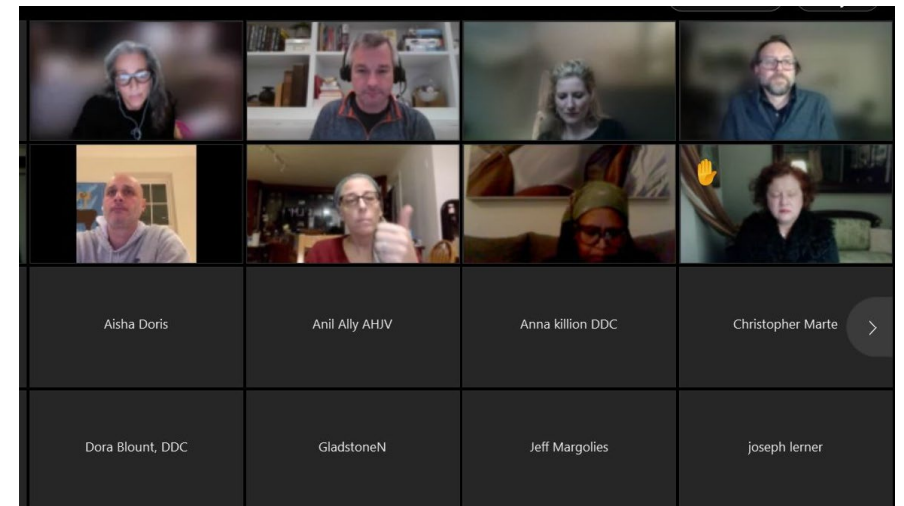 Aisha Doris
Anil Ally AHJV
Anna killion DDC
Christopher Marte
Dora Blount, DDC
GladstoneN
Jeff Margolies
joseph lerner